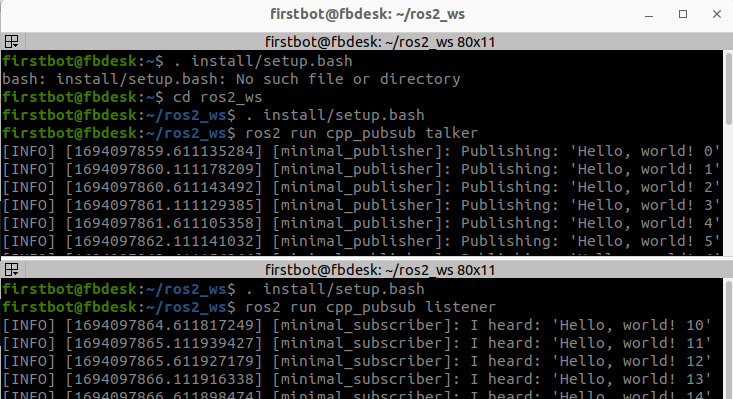 firstbot@fbdesk: ~/ros2_ws
firstbot@fbdesk: ~/ros2_ws 80x11
firstbot@fbdesk:~$ . install/setup.bash
bash: install/setup.bash: No such file or directory
firstbot@fbdesk:~$ cd ros2_ws
firstbot@fbdesk:~/ros2_ws$ . install/setup.bash
firstbot@fbdesk:~/ros2_ws$ ros2 run cpp_pubsub talker
[INFO] [1694097859.611135284] [minimal_publisher]: Publishing: 'Hello, world! 0'
[INFO] [1694097860.111178209] [minimal_publisher]: Publishing: 'Hello, world! 1'
[INFO] [1694097860.611143492] [minimal_publisher]: Publishing: 'Hello, world! 2'
[INFO] [1694097861.111129385] [minimal_publisher]: Publishing: 'Hello, world! 3'
[INFO] [1694097861.611105358] [minimal_publisher]: Publishing: 'Hello, world! 4'
[INFO] [1694097862.111141032] [minimal_publisher]: Publishing: 'Hello, world! 5'
firstbot@fbdesk: ~/ros2_ws 80x11
firstbot@fbdesk:~/ros2_ws$ . install/setup.bash
firstbot@fbdesk:~/ros2_ws$ ros2 run cpp_pubsub listener
[INFO] [1694097864.611817249] [minimal_subscriber]: I heard: 'Hello, world! 10'
[INFO] [1694097865.111939427] [minimal_subscriber]: I heard: 'Hello, world! 11'
[INFO] [1694097865.611927179] [minimal_subscriber]: I heard: 'Hello, world! 12'
[INFO] [1694097866.111916338] [minimal_subscriber]: I heard: 'Hello, world! 13'
[INFO] [1694097866.611898474] [minimal_subscriber]: I heard: 'Hello, world! 14'